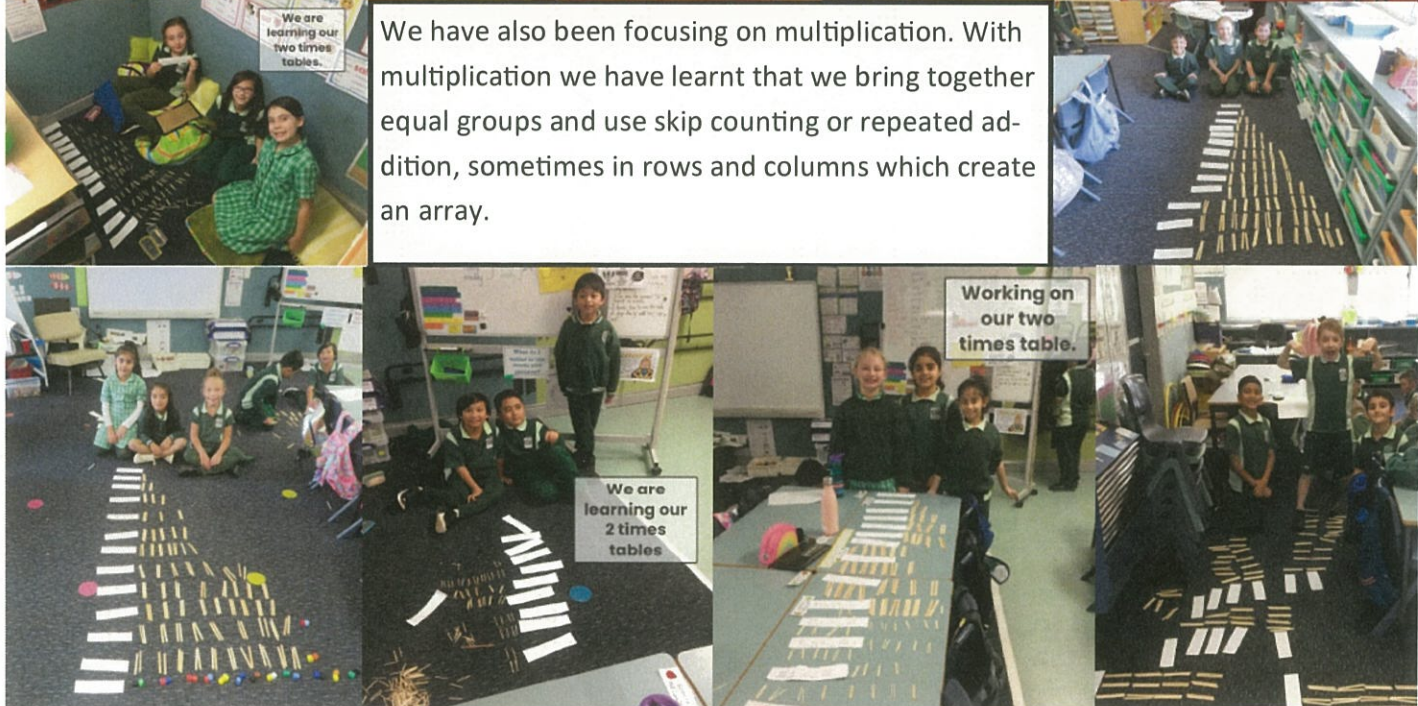 We are
learning our
two times
tables.
We have also been focusing on multiplication. With
multiplication we have learnt that we bring together
equal groups and use skip counting or repeated ad-
dition, sometimes in rows and columns which create
an array.
We are
learning our
2 times
tables
Working on
our two
times table.